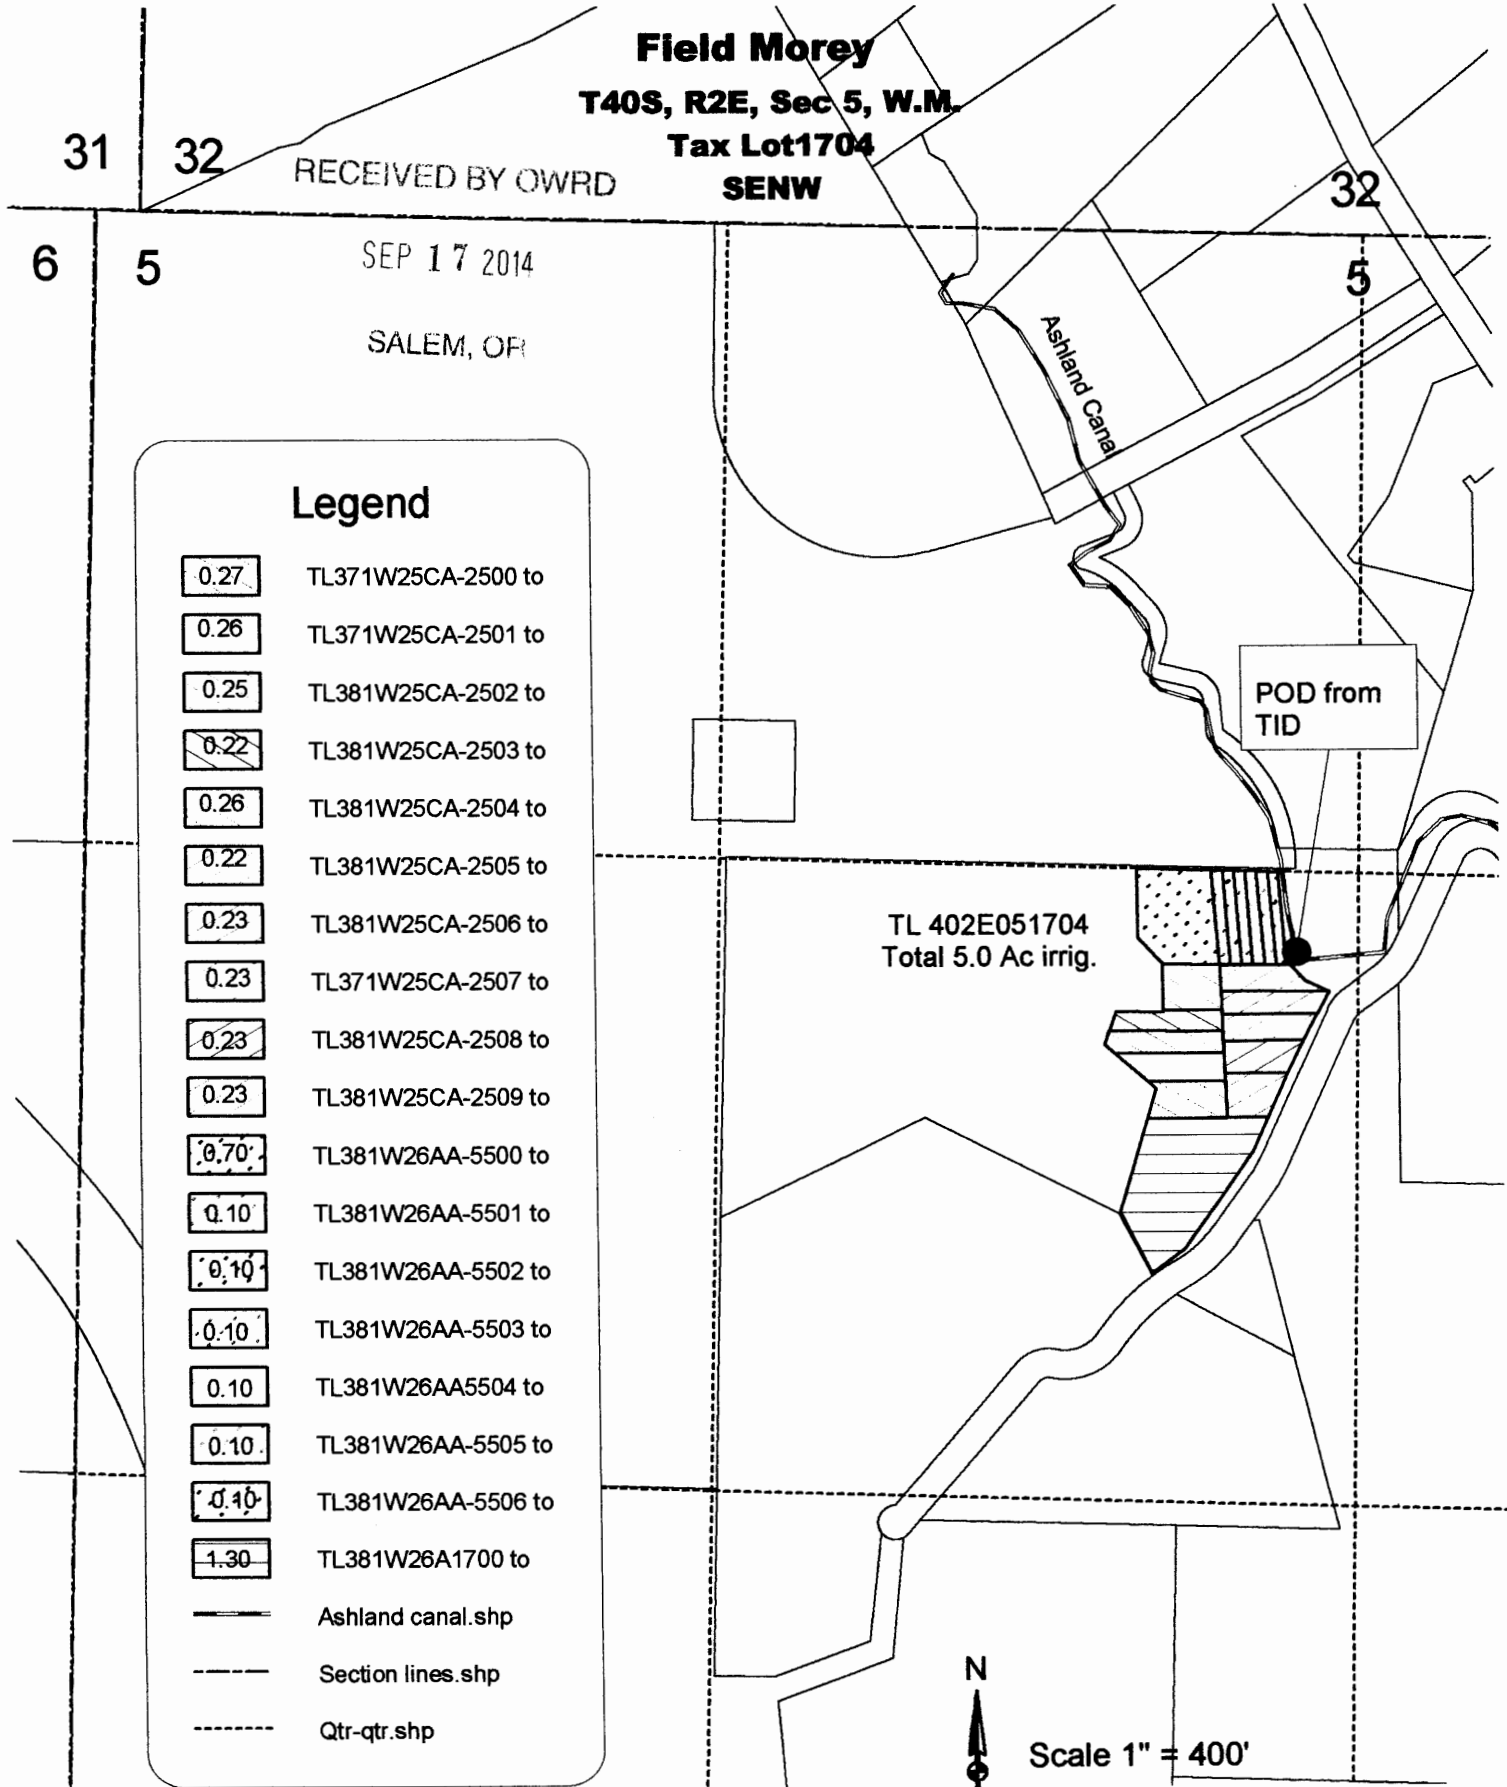 Field Morey
T40S, R2E, Sec 5, W.M.
Tax Lot1704
SENW
31
32
RECEIVED BY OWRD
32
6
5
SEP 17 2014
5
SALEM, OR
Ashland Canal
Legend
0.27 TL371W25CA-2500 to
0.26 TL371W25CA-2501 to
0.25 TL381W25CA-2502 to
0.22 TL381W25CA-2503 to
0.26 TL381W25CA-2504 to
0.22 TL381W25CA-2505 to
0.23 TL381W25CA-2506 to
0.23 TL371W25CA-2507 to
0.23 TL381W25CA-2508 to
0.23 TL381W25CA-2509 to
0.70 TL381W26AA-5500 to
0.10 TL381W26AA-5501 to
0.10 TL381W26AA-5502 to
0.10 TL381W26AA-5503 to
0.10 TL381W26AA5504 to
0.10 TL381W26AA-5505 to
0.10 TL381W26AA-5506 to
1.30 TL381W26A1700 to
Ashland canal.shp
Section lines.shp
Qtr-qtr.shp
POD from
TID
TL 402E051704
Total 5.0 Ac irrig.
N
Scale 1" = 400'